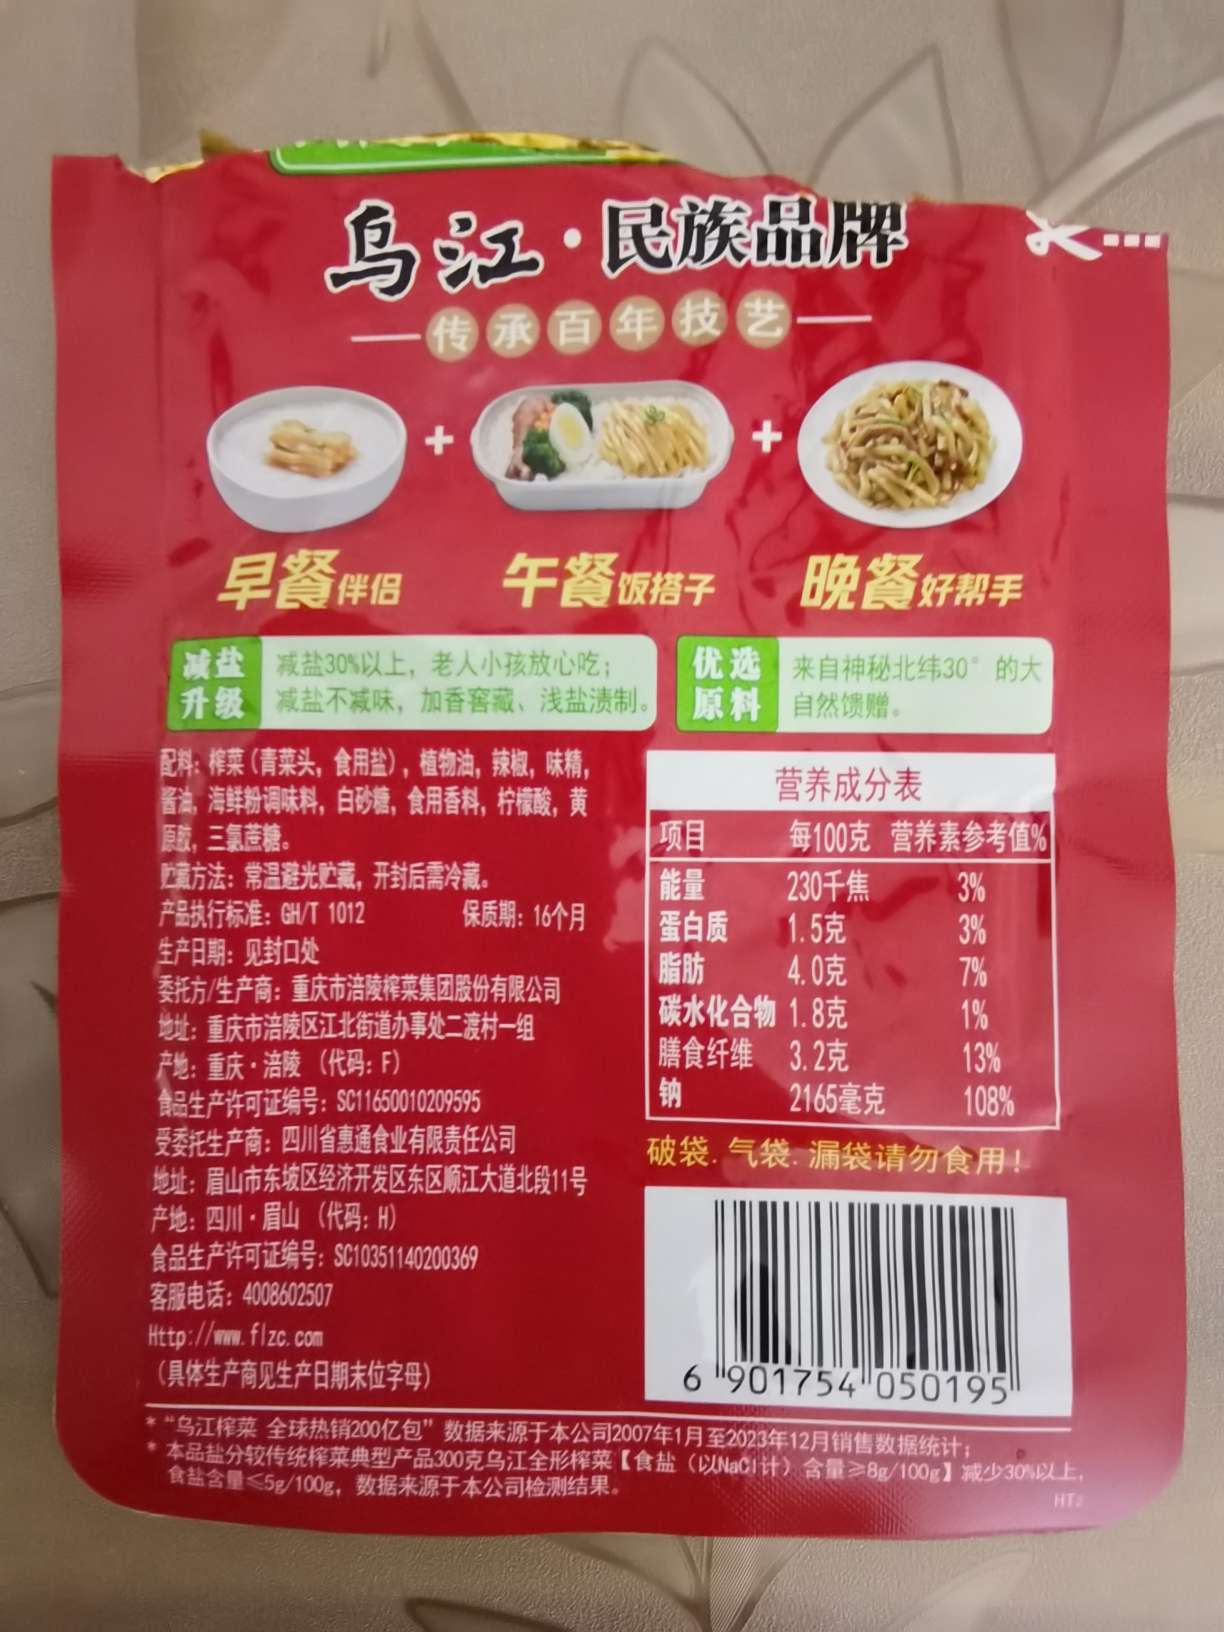 乌江·民族品牌
传承百年技艺
早餐伴侣
午餐饭搭子
晚餐好帮手
减盐升级
减盐30%以上，老人小孩放心吃；
减盐不减味，加香窖藏、浅盐渍制。
优选原料
来自神秘北纬30°的大
自然馈赠。
配料：榨菜（青菜头，食用盐），植物油，辣椒，味精，
酱油，海鲜粉调味料，白砂糖，食用香料，柠檬酸，黄
原胶，三氯蔗糖。
贮藏方法：常温避光贮藏，开封后需冷藏。
产品执行标准：GH/T 1012 保质期：16个月
生产日期：见封口处
委托方/生产商：重庆市涪陵榨菜集团股份有限公司
地址：重庆市涪陵区江北街道办事处二渡村一组
产地：重庆·涪陵（代码：F）
食品生产许可证编号：SC11650010209595
受委托生产商：四川省惠通食业有限责任公司
地址：眉山市东坡区经济开发区东区顺江大道北段11号
产地：四川·眉山（代码：H）
食品生产许可证编号：SC10351140200369
客服电话：4008602507
Http://www.flzc.com
（具体生产商见生产日期末位字母）
营养成分表
项目 每100克 营养素参考值%
能量 230千焦 3%
蛋白质 1.5克 3%
脂肪 4.0克 7%
碳水化合物 1.8克 1%
膳食纤维 3.2克 13%
钠 2165毫克 108%
破袋.气袋.漏袋请勿食用！
6 901754 050195
*“乌江榨菜 全球热销200亿包”数据来源于本公司2007年1月至2023年12月销售数据统计；
*本品盐分较传统榨菜典型产品300克乌江全形榨菜【食盐（以NaCl计）含量≥8g/100g】减少30%以上，
食盐含量≤5g/100g，数据来源于本公司检测结果。